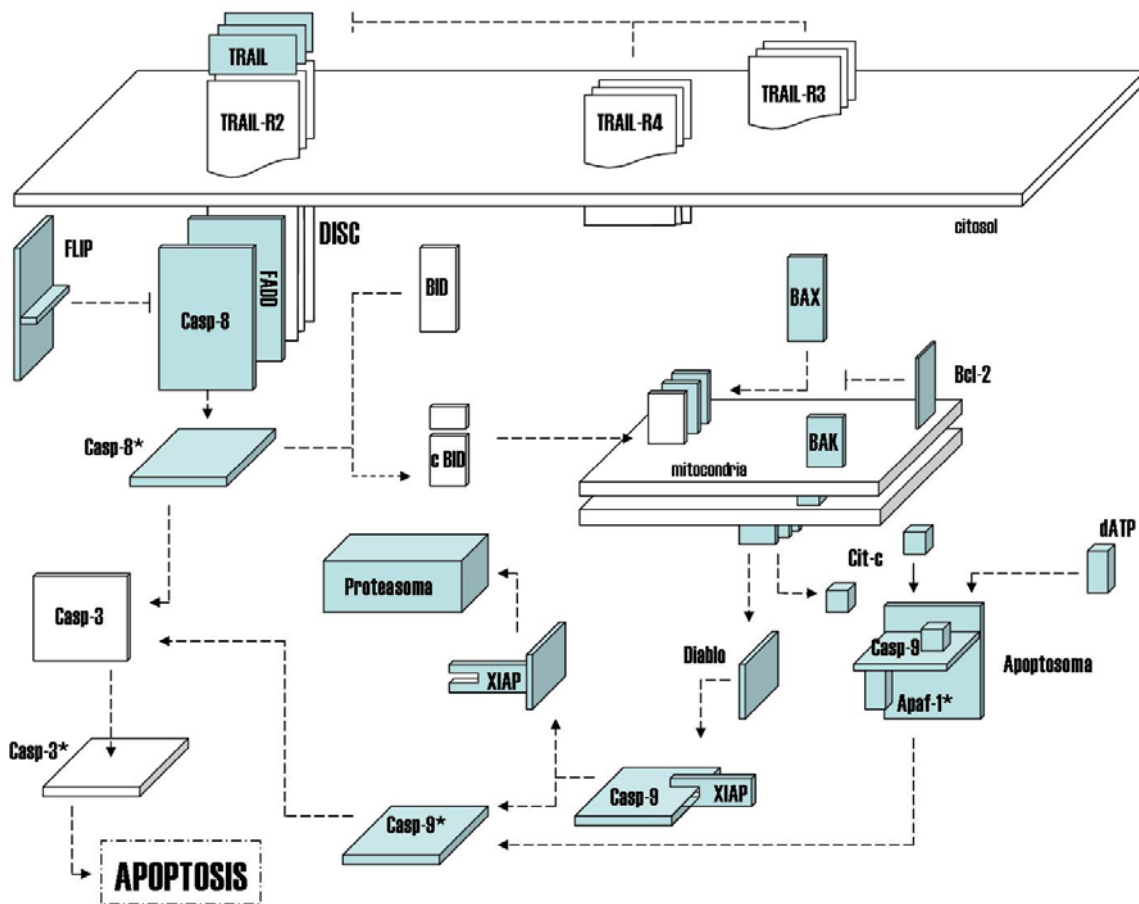 TRAIL
TRAIL-R2
TRAIL-R4
TRAIL-R3
citosol
FLIP
DISC
FADD
Casp-8
BID
BAX
Bcl-2
Casp-8*
c BID
BAK
mitocondria
Proteasoma
Cit-c
dATP
Casp-3
XIAP
Diablo
Casp-9
Apaf-1*
Apoptosoma
Casp-3*
Casp-9
XIAP
Casp-9*
APOPTOSIS